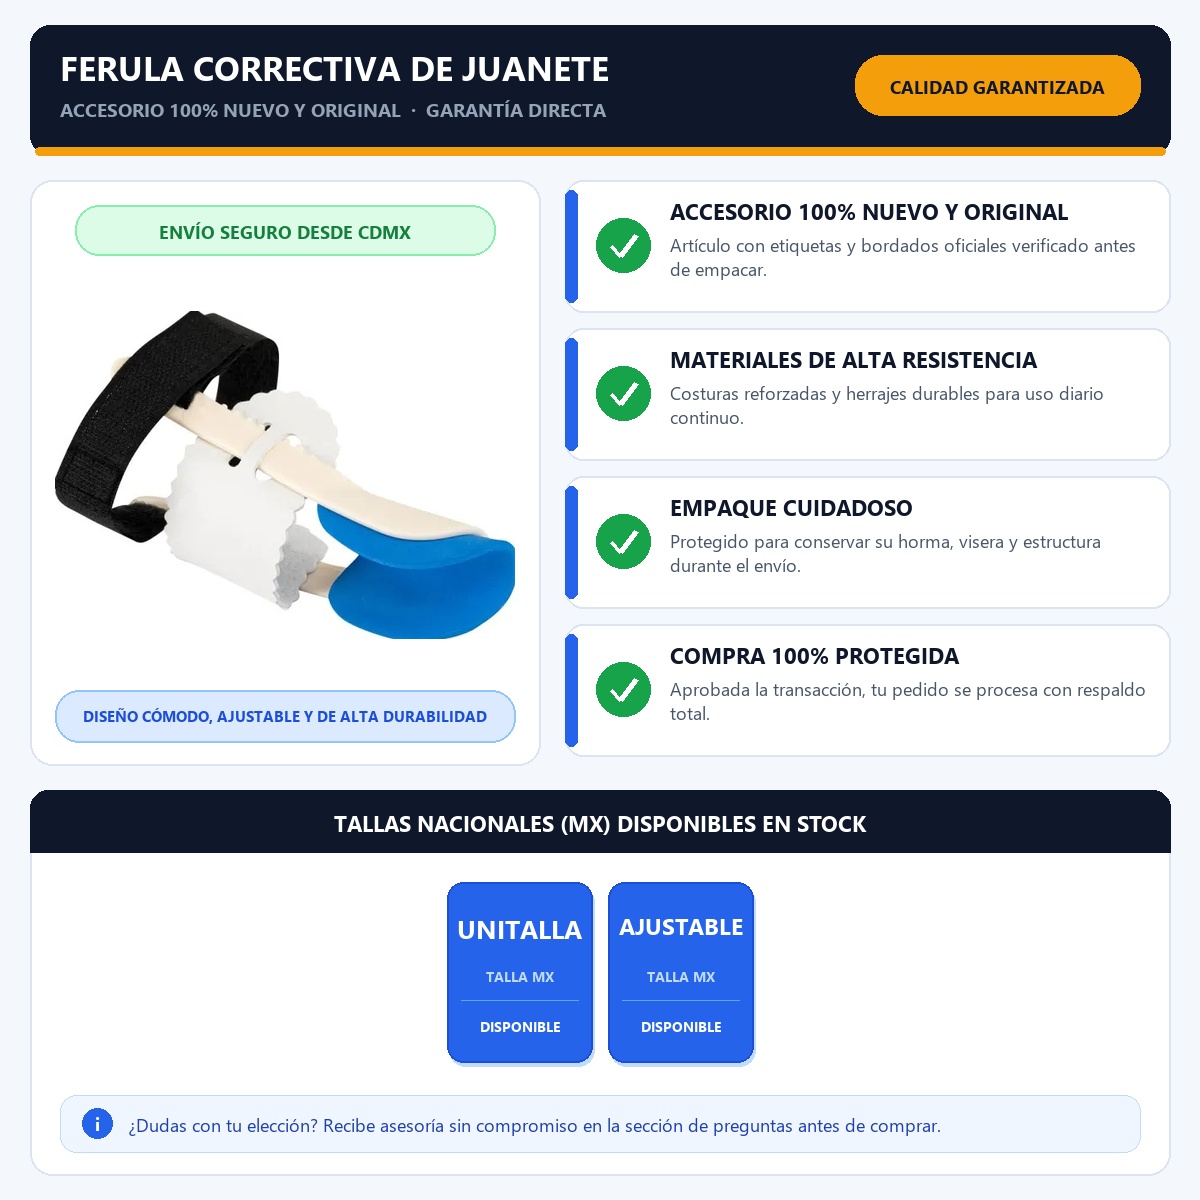 FERULA CORRECTIVA DE JUANETE
ACCESORIO 100% NUEVO Y ORIGINAL · GARANTÍA DIRECTA
CALIDAD GARANTIZADA
ENVÍO SEGURO DESDE CDMX
DISEÑO CÓMODO, AJUSTABLE Y DE ALTA DURABILIDAD
ACCESORIO 100% NUEVO Y ORIGINAL
Artículo con etiquetas y bordados oficiales verificado antes
de empacar.
MATERIALES DE ALTA RESISTENCIA
Costuras reforzadas y herrajes durables para uso diario
continuo.
EMPAQUE CUIDADOSO
Protegido para conservar su horma, visera y estructura
durante el envío.
COMPRA 100% PROTEGIDA
Aprobada la transacción, tu pedido se procesa con respaldo
total.
TALLAS NACIONALES (MX) DISPONIBLES EN STOCK
UNITALLA
TALLA MX
DISPONIBLE
AJUSTABLE
TALLA MX
DISPONIBLE
¿Dudas con tu elección? Recibe asesoría sin compromiso en la sección de preguntas antes de comprar.